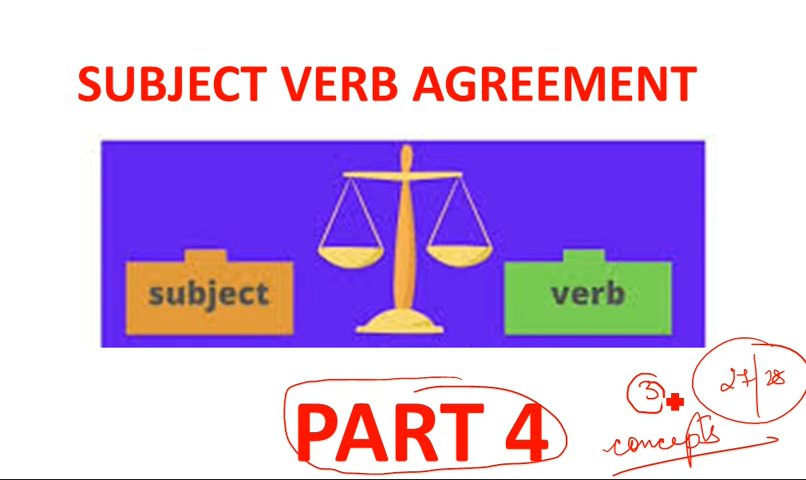 SUBJECT VERB AGREEMENT
subject
verb
PART 4
3
27/28
concepts